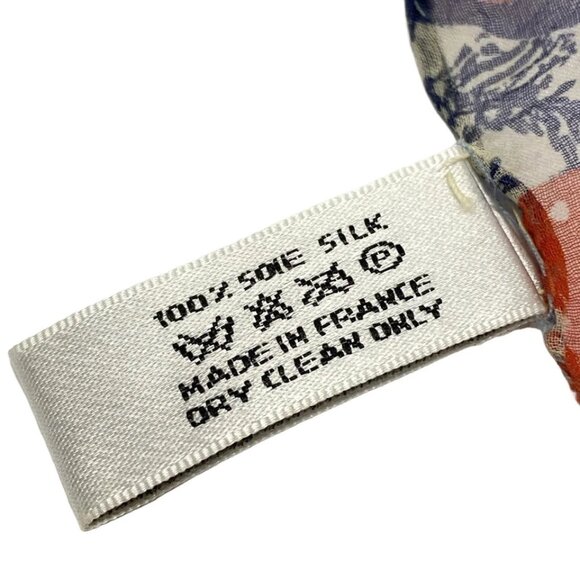 100% SOIE SILK
P
MADE IN FRANCE
DRY CLEAN ONLY